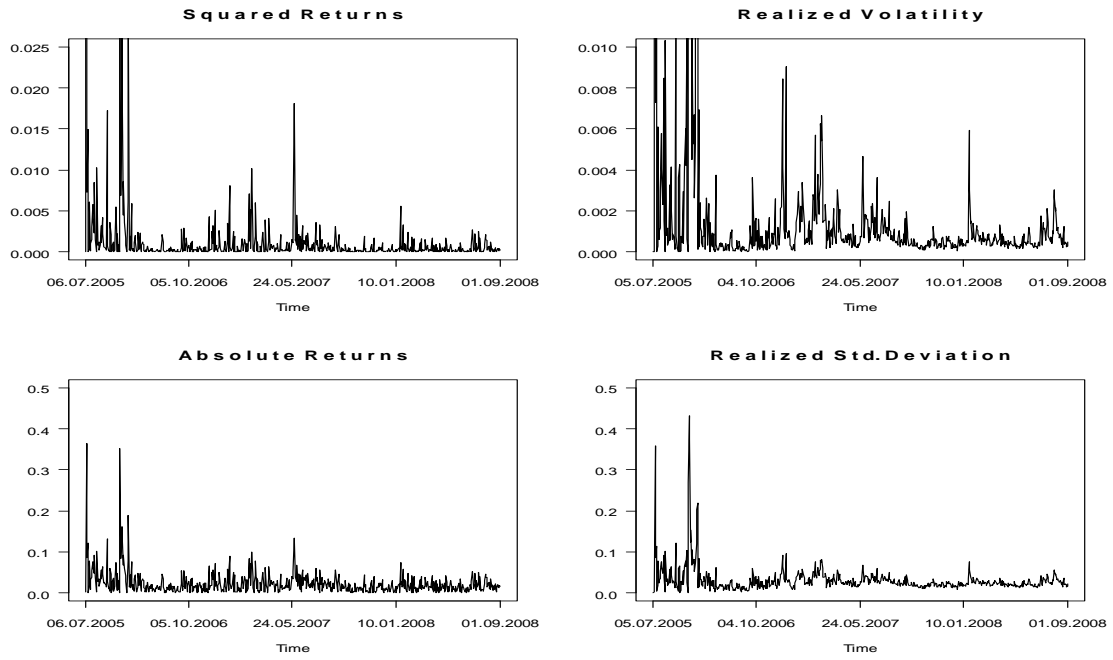 Squared Returns
0.025
0.020
0.015
0.010
0.005
0.000
06.07.2005 05.10.2006 24.05.2007 10.01.2008 01.09.2008
Time
Realized Volatility
0.010
0.008
0.006
0.004
0.002
0.000
05.07.2005 04.10.2006 24.05.2007 10.01.2008 01.09.2008
Time
Absolute Returns
0.5
0.4
0.3
0.2
0.1
0.0
06.07.2005 05.10.2006 24.05.2007 10.01.2008 01.09.2008
Time
Realized Std.Deviation
0.5
0.4
0.3
0.2
0.1
0.0
05.07.2005 04.10.2006 24.05.2007 10.01.2008 01.09.2008
Time